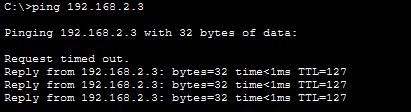 C:\>ping 192.168.2.3
Pinging 192.168.2.3 with 32 bytes of data:
Request timed out.
Reply from 192.168.2.3: bytes=32 time<1ms TTL=127
Reply from 192.168.2.3: bytes=32 time<1ms TTL=127
Reply from 192.168.2.3: bytes=32 time<1ms TTL=127